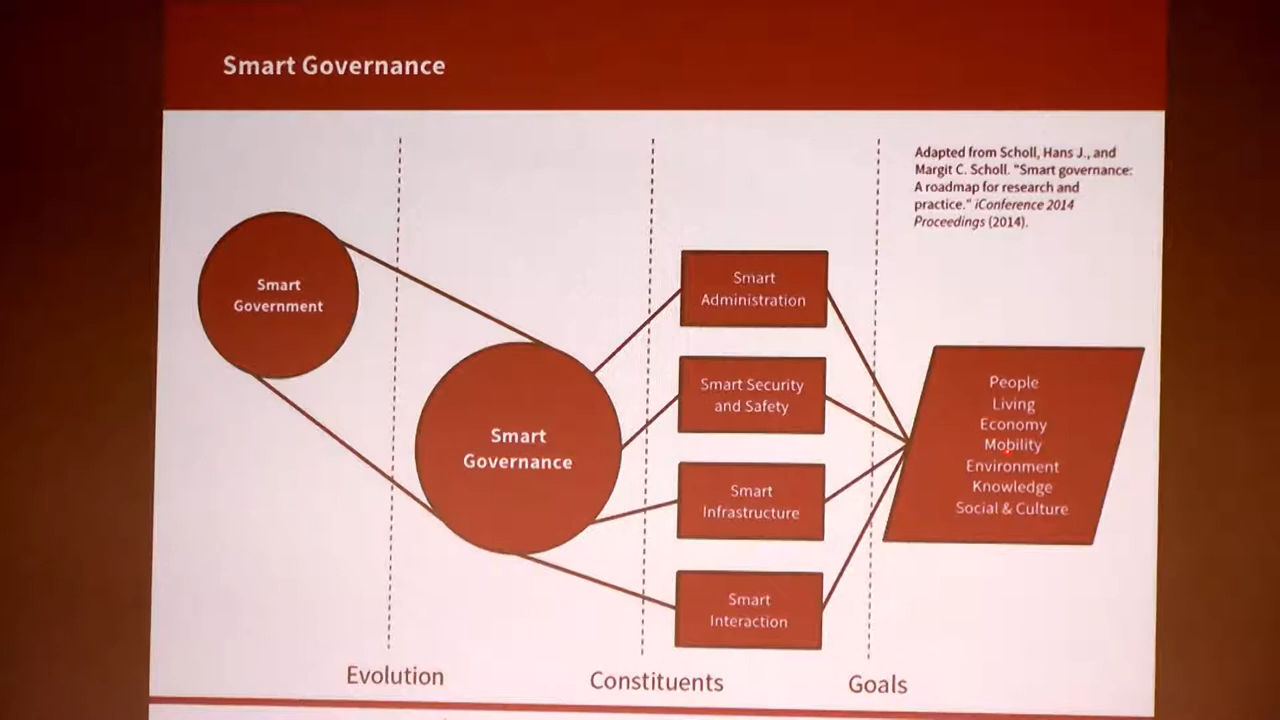 Smart Governance
Adapted from Scholl, Hans J., and
Margit C. Scholl. "Smart governance:
A roadmap for research and
practice." iConference 2014
Proceedings (2014).
Smart
Government
Smart
Governance
Smart
Administration
Smart Security
and Safety
Smart
Infrastructure
Smart
Interaction
People
Living
Economy
Mobility
Environment
Knowledge
Social & Culture
Evolution
Constituents
Goals